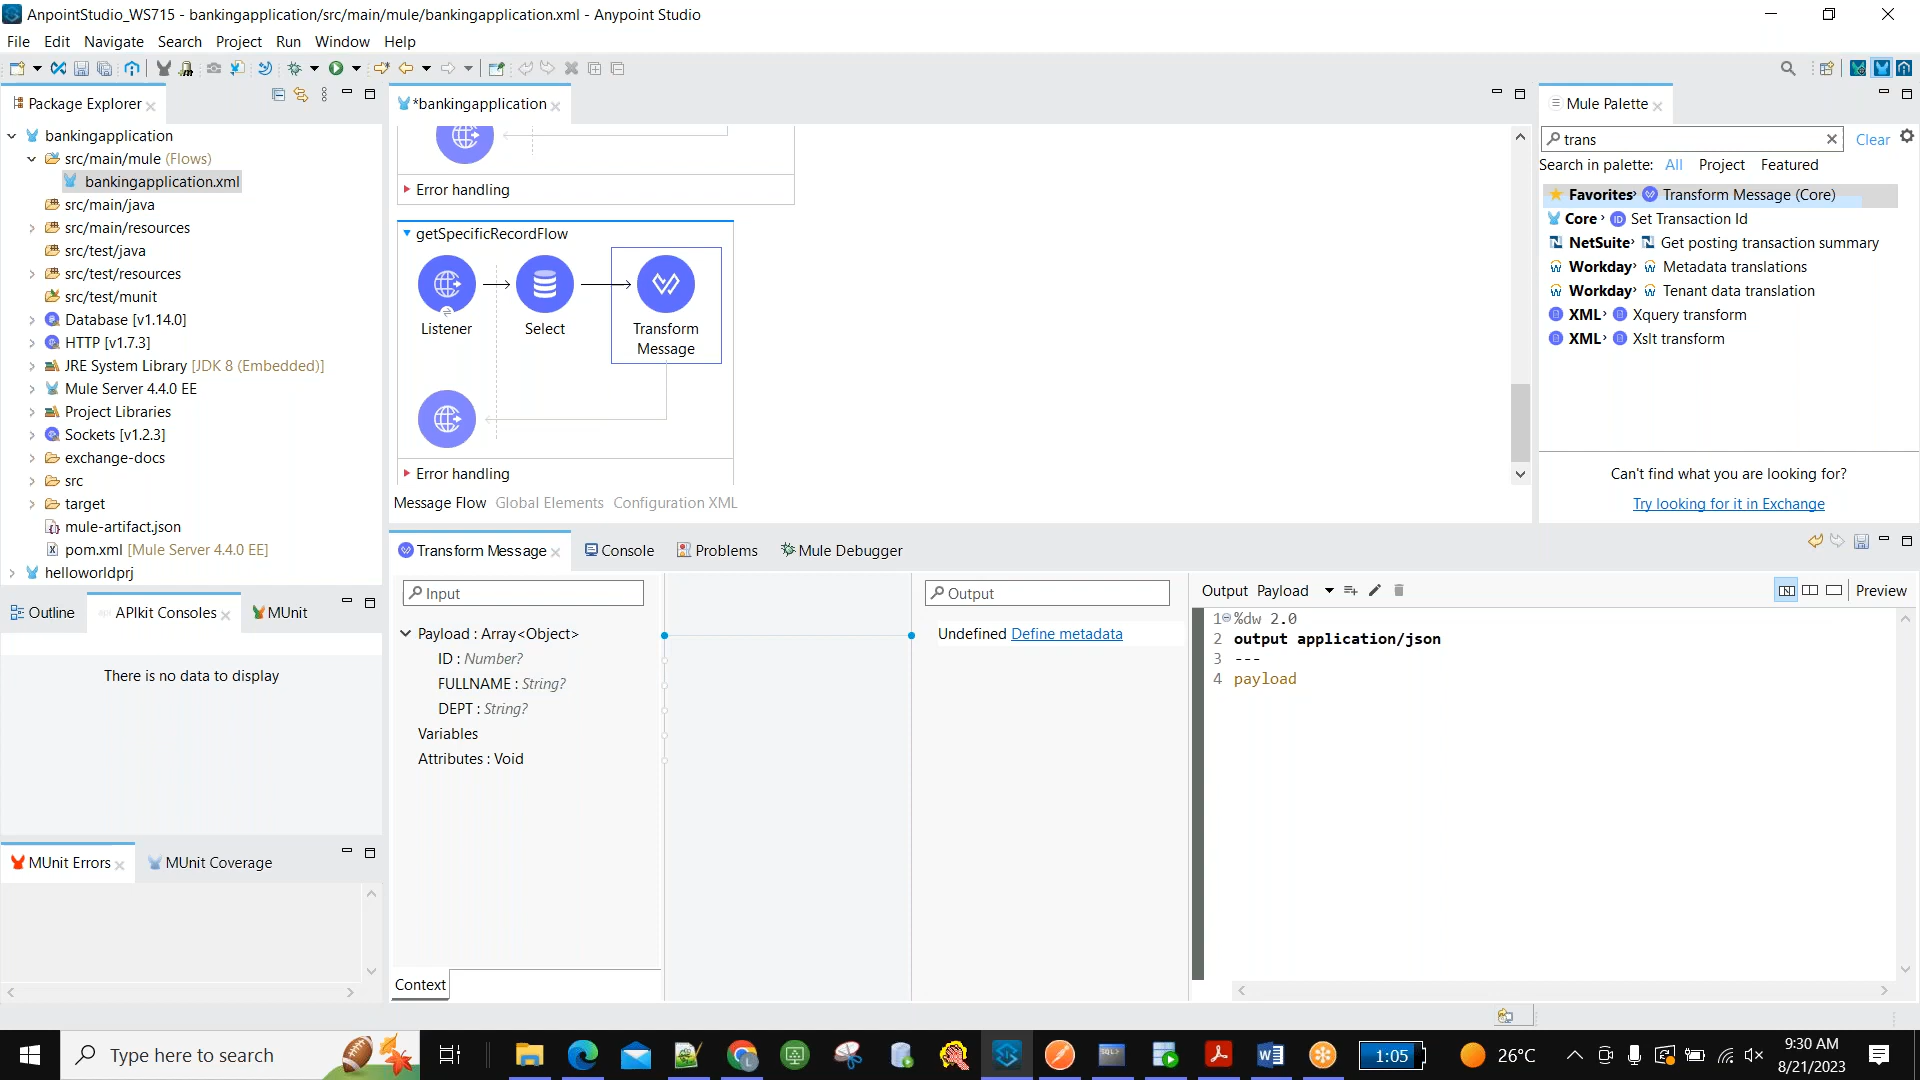 AnpointStudio_WS715 - bankingapplication/src/main/mule/bankingapplication.xml - Anypoint Studio
File Edit Navigate Search Project Run Window Help
Package Explorer
bankingapplication
src/main/mule (Flows)
bankingapplication.xml
src/main/java
src/main/resources
src/test/java
src/test/resources
src/test/munit
Database [v1.14.0]
HTTP [v1.7.3]
JRE System Library [JDK 8 (Embedded)]
Mule Server 4.4.0 EE
Project Libraries
Sockets [v1.2.3]
exchange-docs
src
target
mule-artifact.json
pom.xml [Mule Server 4.4.0 EE]
helloworldprj
Outline APIkit Consoles MUnit
There is no data to display
MUnit Errors MUnit Coverage
*bankingapplication
Error handling
getSpecificRecordFlow
Listener Select Transform
Message
Error handling
Message Flow Global Elements Configuration XML
Mule Palette
trans
Clear
Search in palette: All Project Featured
Favorites Transform Message (Core)
Core Set Transaction Id
NetSuite Get posting transaction summary
Workday Metadata translations
Workday Tenant data translation
XML Xquery transform
XML Xslt transform
Can't find what you are looking for?
Try looking for it in Exchange
Transform Message Console Problems Mule Debugger
Input
Payload : Array<Object>
ID : Number?
FULLNAME : String?
DEPT : String?
Variables
Attributes : Void
Context
Output
Undefined Define metadata
Output Payload Preview
1 %dw 2.0
2 output application/json
3 ---
4 payload
Type here to search
1:05
26°C
9:30 AM
8/21/2023